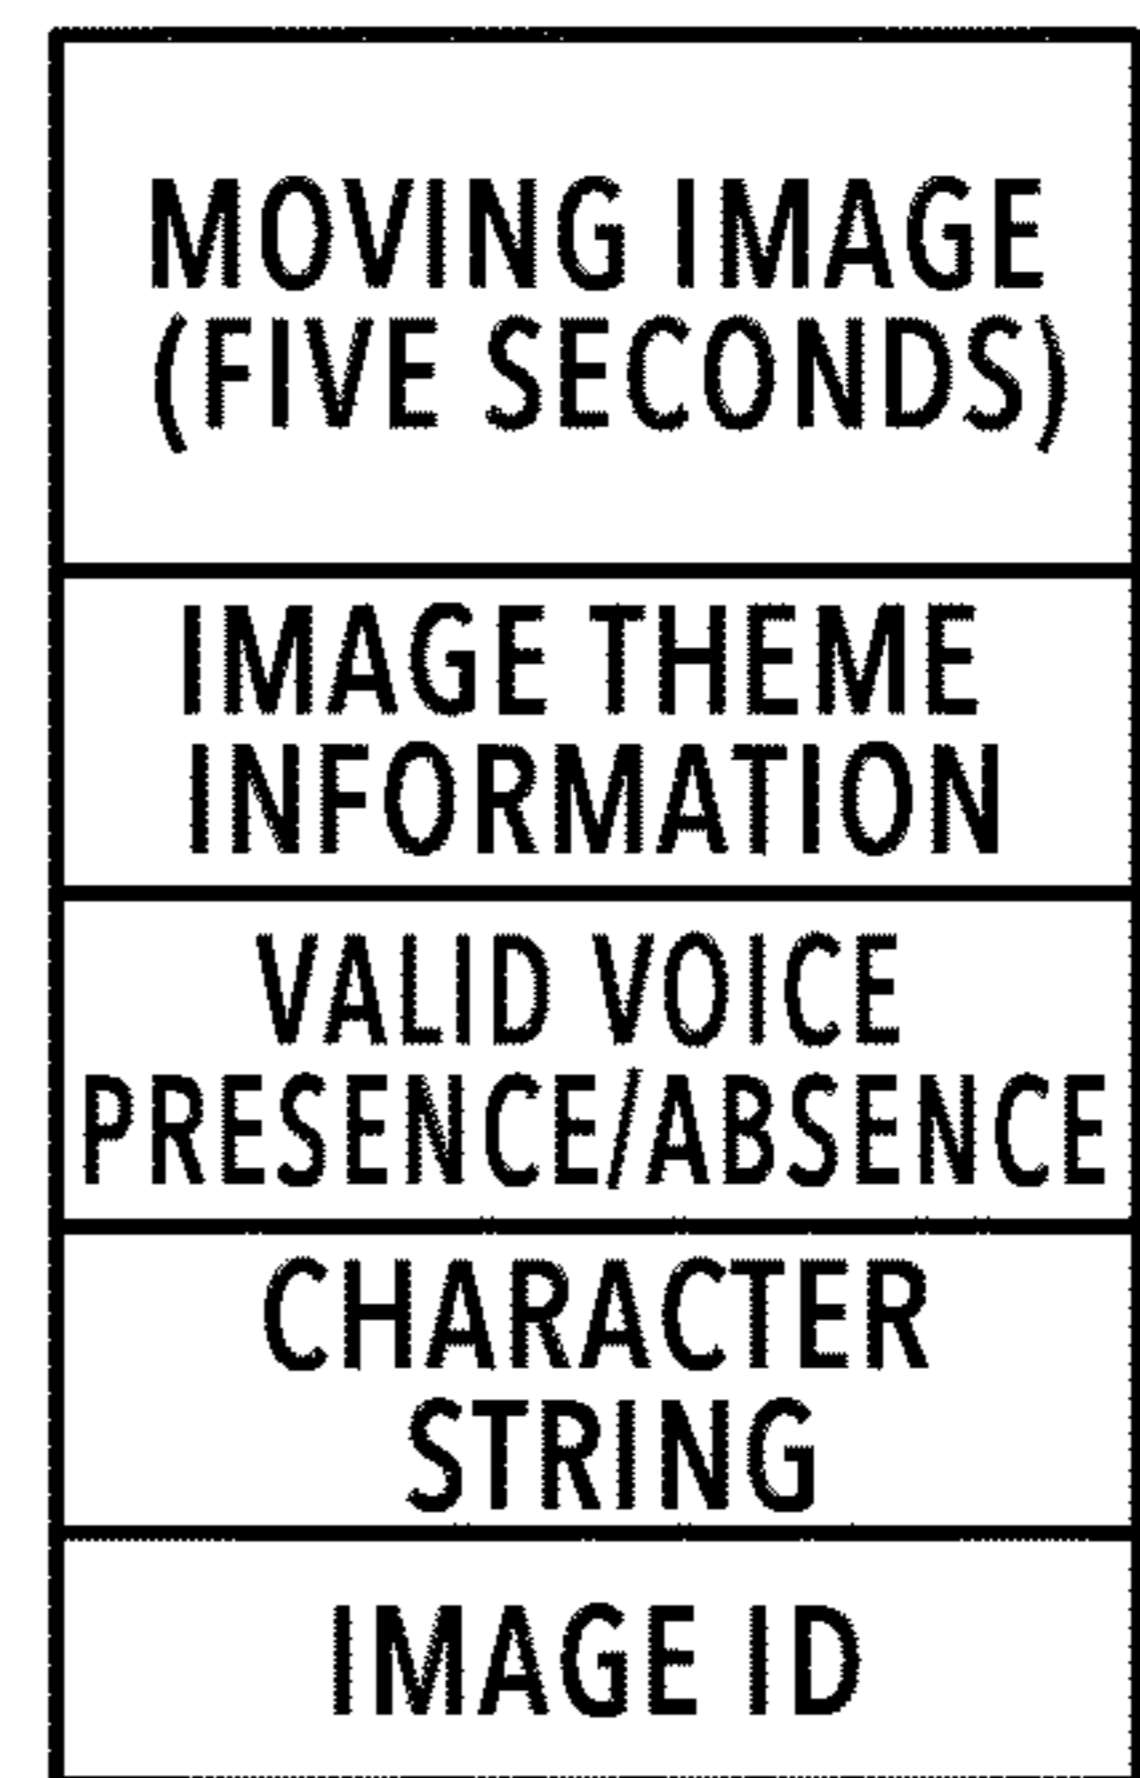 MOVING IMAGE
(FIVE SECONDS)
IMAGE THEME
INFORMATION
VALID VOICE
PRESENCE/ABSENCE
CHARACTER
STRING
IMAGE ID